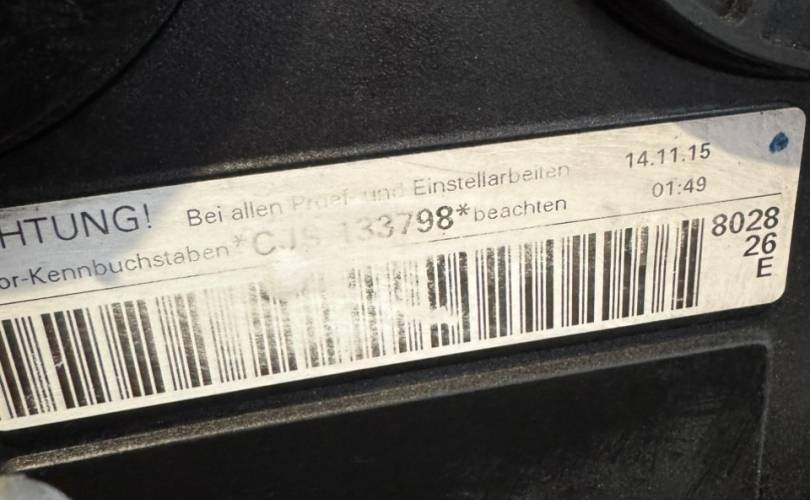 HTUNG! Bei allen Pruef- und Einstellarbeiten 14.11.15
or-Kennbuchstaben *CJS 133798* beachten 01:49
8028
26
E